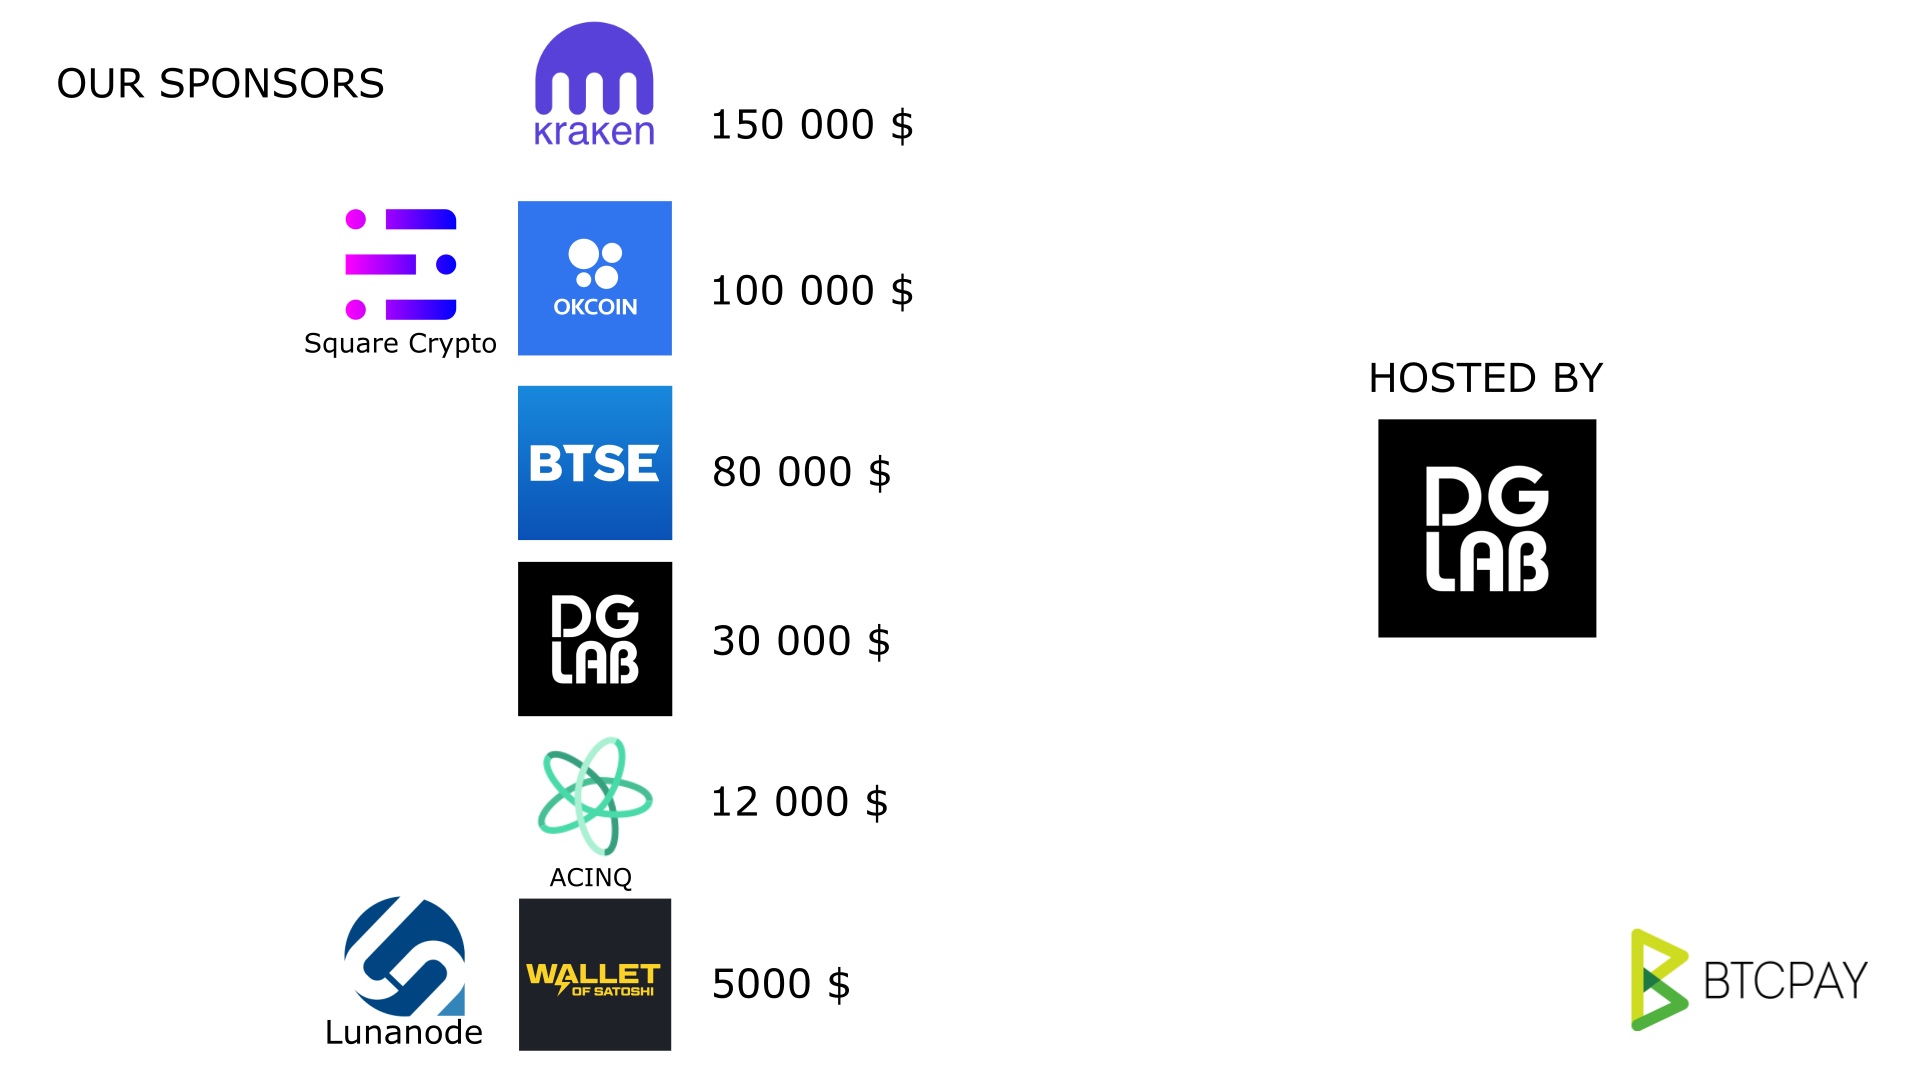 OUR SPONSORS
kraken
150 000 $
Square Crypto
OKCOIN
100 000 $
BTSE
80 000 $
DG
LAB
30 000 $
ACINQ
12 000 $
Lunanode
WALLET
OF SATOSHI
5000 $
HOSTED BY
DG
LAB
BTCPAY